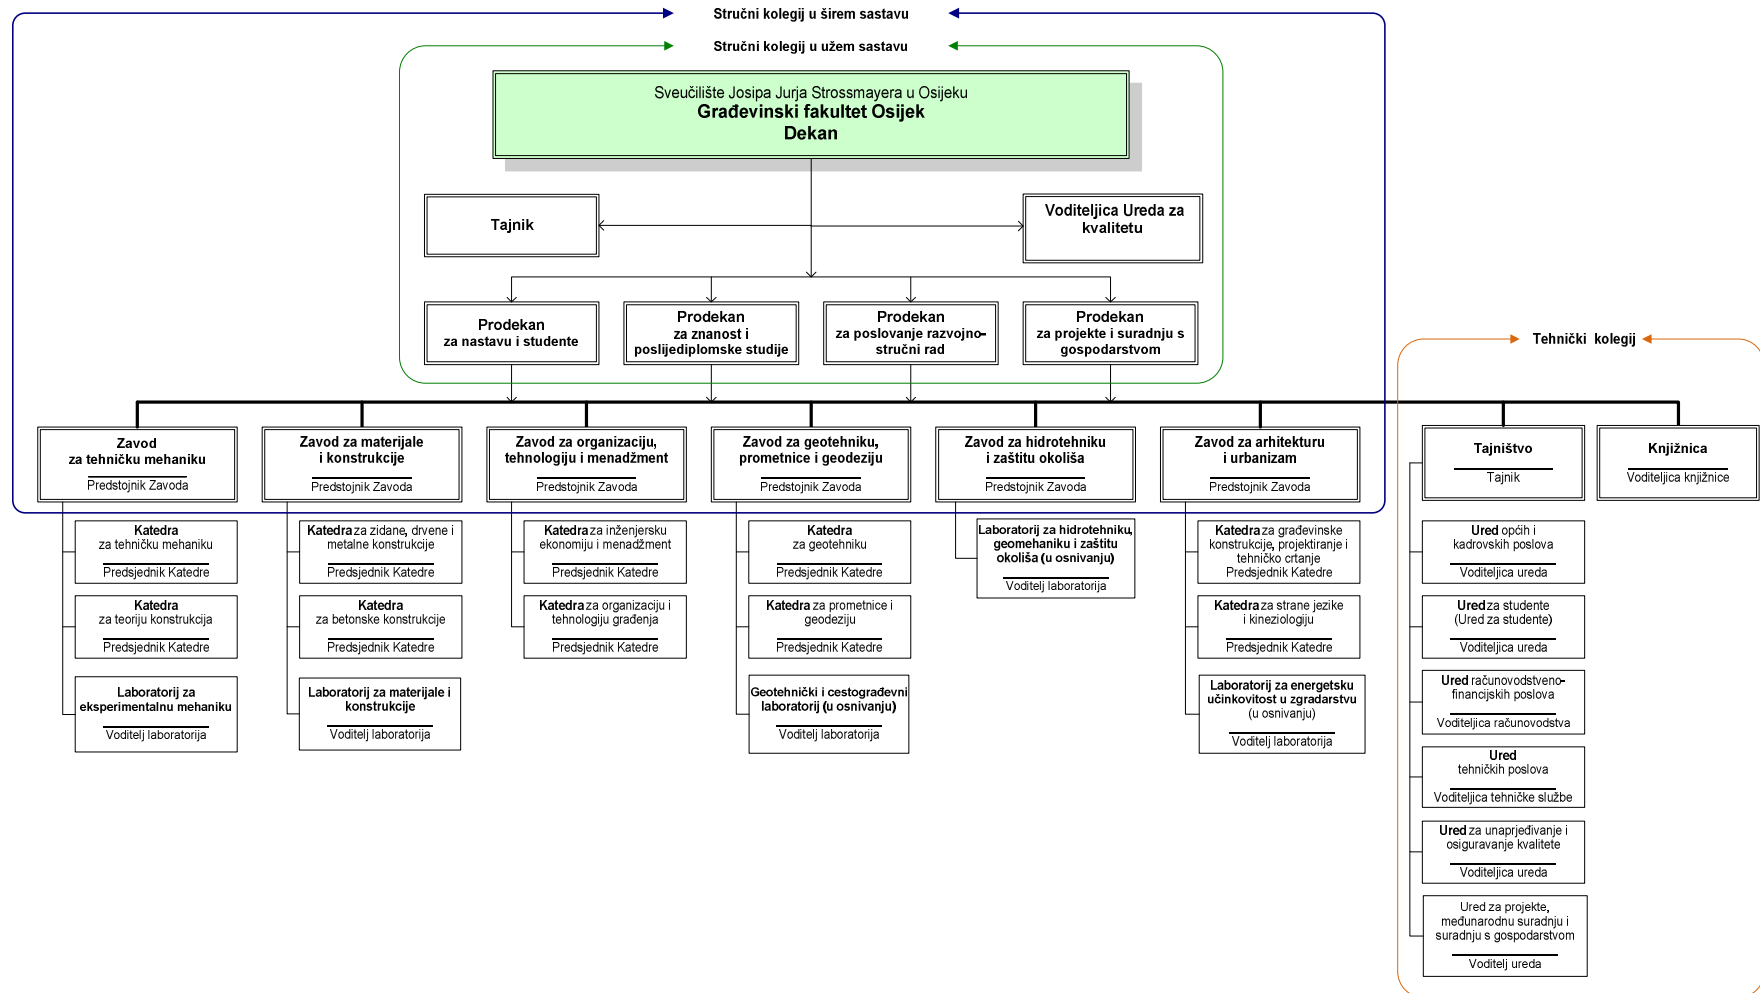 Stručni kolegij u širem sastavu
Stručni kolegij u užem sastavu
Sveučilište Josipa Jurja Strossmayera u Osijeku
Građevinski fakultet Osijek
Dekan
Tajnik
Voditeljica Ureda za
kvalitetu
Prodekan
za nastavu i studente
Prodekan
za znanost i
poslijediplomske studije
Prodekan
za poslovanje razvojno-
stručni rad
Prodekan
za projekte i suradnju s
gospodarstvom
Tehnički kolegij
Zavod
za tehničku mehaniku
Predstojnik Zavoda
Zavod za materijale
i konstrukcije
Predstojnik Zavoda
Zavod za organizaciju,
tehnologiju i menadžment
Predstojnik Zavoda
Zavod za geotehniku,
prometnice i geodeziju
Predstojnik Zavoda
Zavod za hidrotehniku
i zaštitu okoliša
Predstojnik Zavoda
Zavod za arhitekturu
i urbanizam
Predstojnik Zavoda
Tajništvo
Tajnik
Knjižnica
Voditeljica knjižnice
Katedra
za tehničku mehaniku
Predsjednik Katedre
Katedra
za teoriju konstrukcija
Predsjednik Katedre
Laboratorij za
eksperimentalnu mehaniku
Voditelj laboratorija
Katedra za zidane, drvene i
metalne konstrukcije
Predsjednik Katedre
Katedra
za betonske konstrukcije
Predsjednik Katedre
Laboratorij za materijale i
konstrukcije
Voditelj laboratorija
Katedra za inženjersku
ekonomiju i menadžment
Predsjednik Katedre
Katedra za organizaciju i
tehnologiju građenja
Predsjednik Katedre
Katedra
za geotehniku
Predsjednik Katedre
Katedra za prometnice i
geodeziju
Predsjednik Katedre
Geotehnički i cestograđevni
laboratorij (u osnivanju)
Voditelj laboratorija
Laboratorij za hidrotehniku,
geomehaniku i zaštitu
okoliša (u osnivanju)
Voditelj laboratorija
Katedra za građevinske
konstrukcije, projektiranje i
tehničko crtanje
Predsjednik Katedre
Katedra za strane jezike
i kineziologiju
Predsjednik Katedre
Laboratorij za energetsku
učinkovitost u zgradarstvu
(u osnivanju)
Voditelj laboratorija
Ured općih i
kadrovskih poslova
Voditeljica ureda
Ured za studente
(Ured za studente)
Voditeljica ureda
Ured računovodstveno-
financijskih poslova
Voditeljica računovodstva
Ured
tehničkih poslova
Voditeljica tehničke službe
Ured za unaprjeđivanje i
osiguravanje kvalitete
Voditeljica ureda
Ured za projekte,
međunarodnu suradnju i
suradnju s gospodarstvom
Voditelj ureda